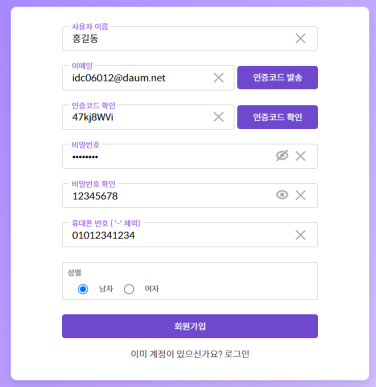 사용자 이름
홍길동
이메일
idc06012@daum.net
인증코드 발송
인증코드 확인
47kj8WVi
인증코드 확인
비밀번호
••••••••
비밀번호 확인
12345678
휴대폰 번호 ( '-' 제외)
01012341234
성별
남자 여자
회원가입
이미 계정이 있으신가요? 로그인